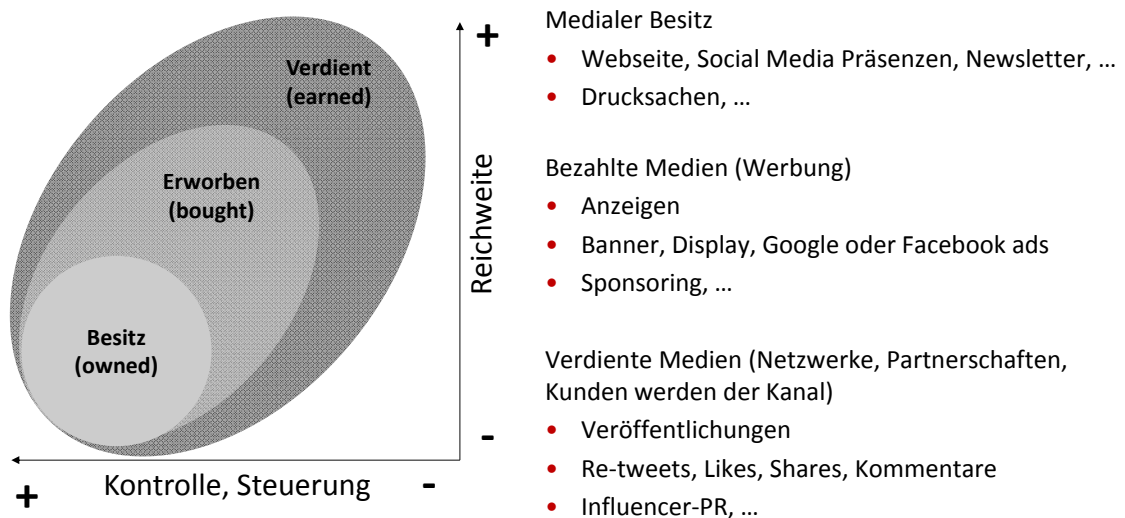 Verdient
(earned)
Erworben
(bought)
Besitz
(owned)
+
Reichweite
-
+
Kontrolle, Steuerung
-
Medialer Besitz
• Webseite, Social Media Präsenzen, Newsletter, …
• Drucksachen, …
Bezahlte Medien (Werbung)
• Anzeigen
• Banner, Display, Google oder Facebook ads
• Sponsoring, …
Verdiente Medien (Netzwerke, Partnerschaften,
Kunden werden der Kanal)
• Veröffentlichungen
• Re-tweets, Likes, Shares, Kommentare
• Influencer-PR, …